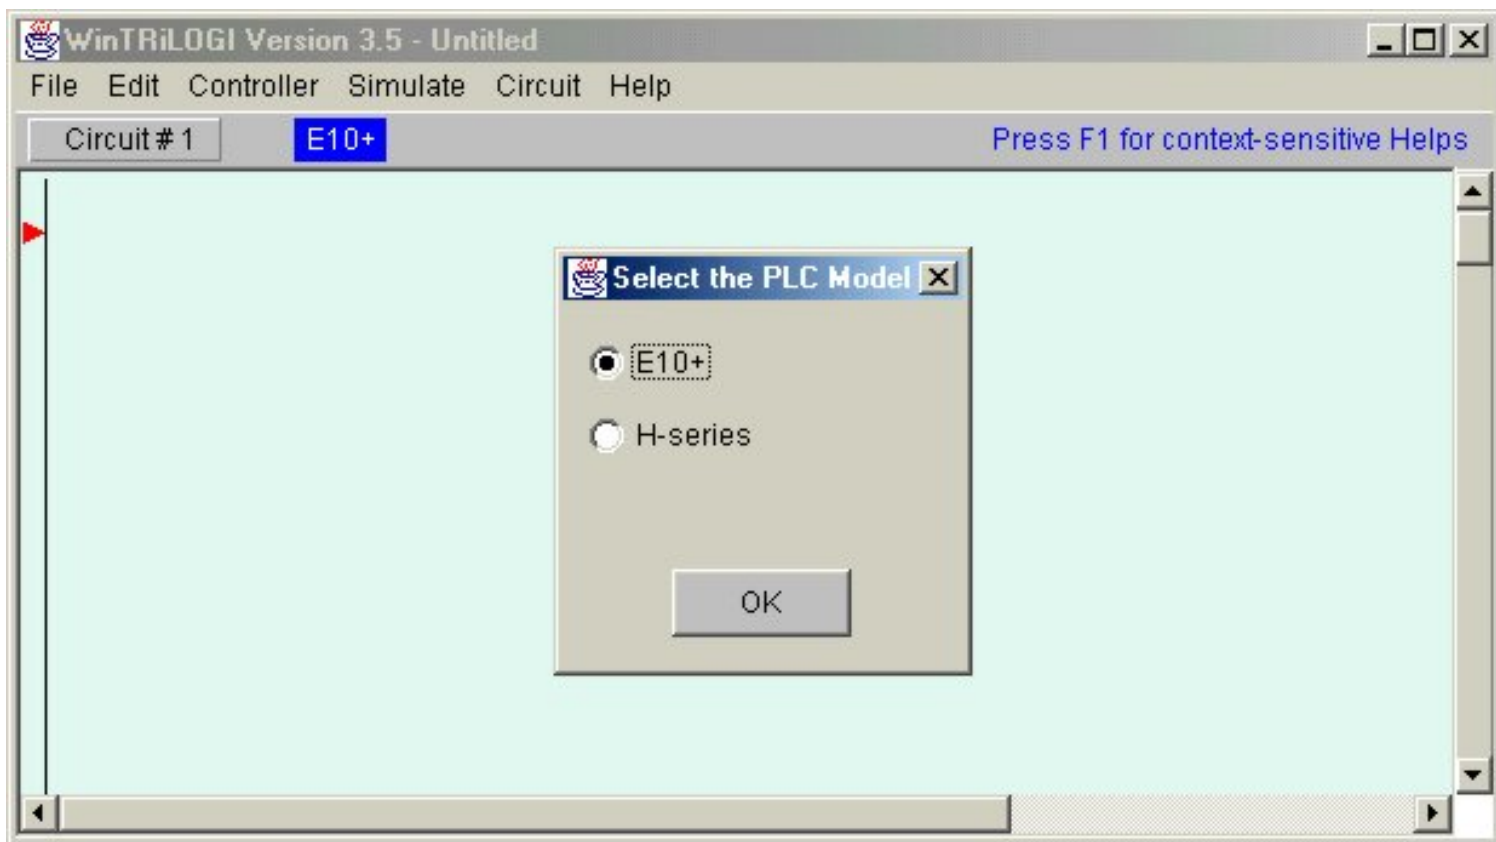 WinTRiLOGI Version 3.5 - Untitled
File Edit Controller Simulate Circuit Help
Circuit # 1 E10+ Press F1 for context-sensitive Helps
Select the PLC Model
E10+
H-series
OK